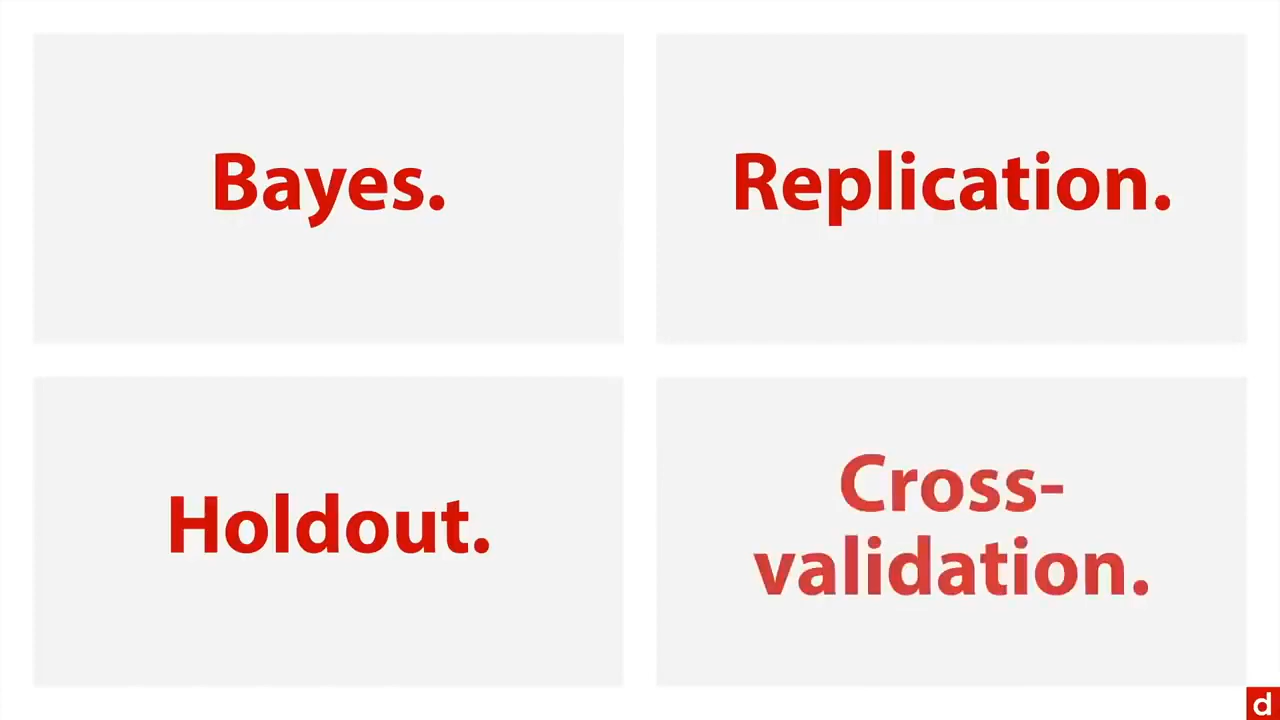 Bayes.
Replication.
Holdout.
Cross-
validation.
d